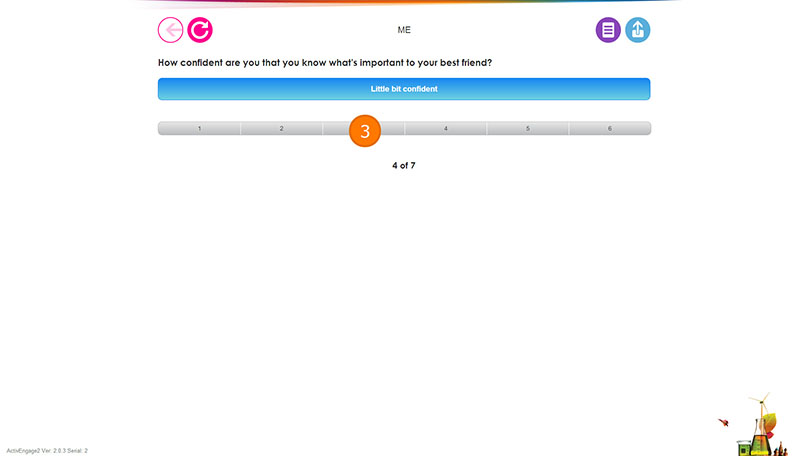 ME
How confident are you that you know what's important to your best friend?
Little bit confident
1 2 3 4 5 6
4 of 7
ActivEngage2 Ver: 2.8.3 Serial: 2